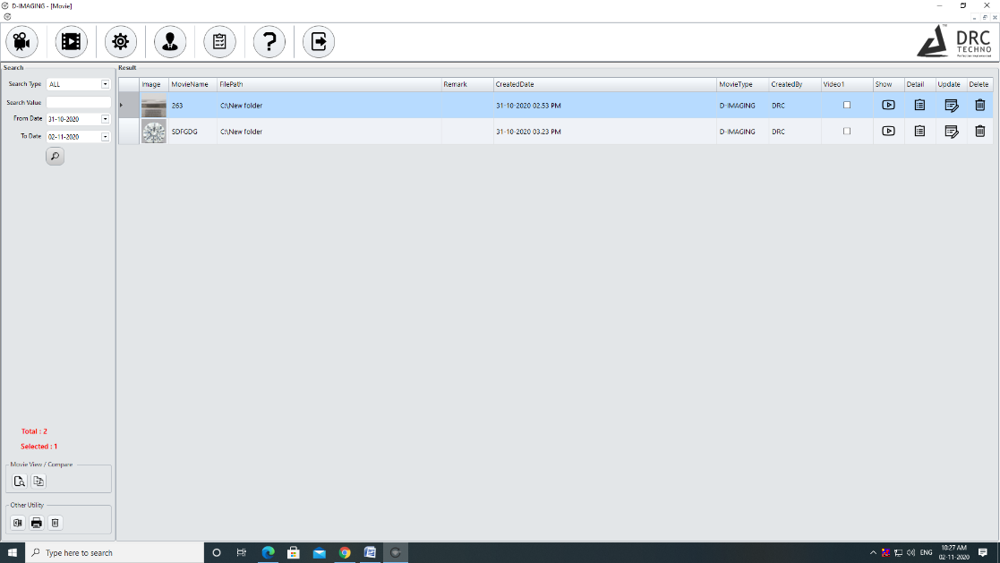 D-IMAGING - [Movie]
DRC
TECHNO
Search
Result
Search Type ALL
Search Value
From Date 31-10-2020
To Date 02-11-2020
Image MovieName FilePath Remark CreatedDate MovieType CreatedBy Video1 Show Detail Update Delete
263 C:\New folder 31-10-2020 02.53 PM D-IMAGING DRC
SDFGDG C:\New folder 31-10-2020 03.23 PM D-IMAGING DRC
Total : 2
Selected : 1
Movie View / Compare
Other Utility
Type here to search
ENG
10:27 AM
02-11-2020